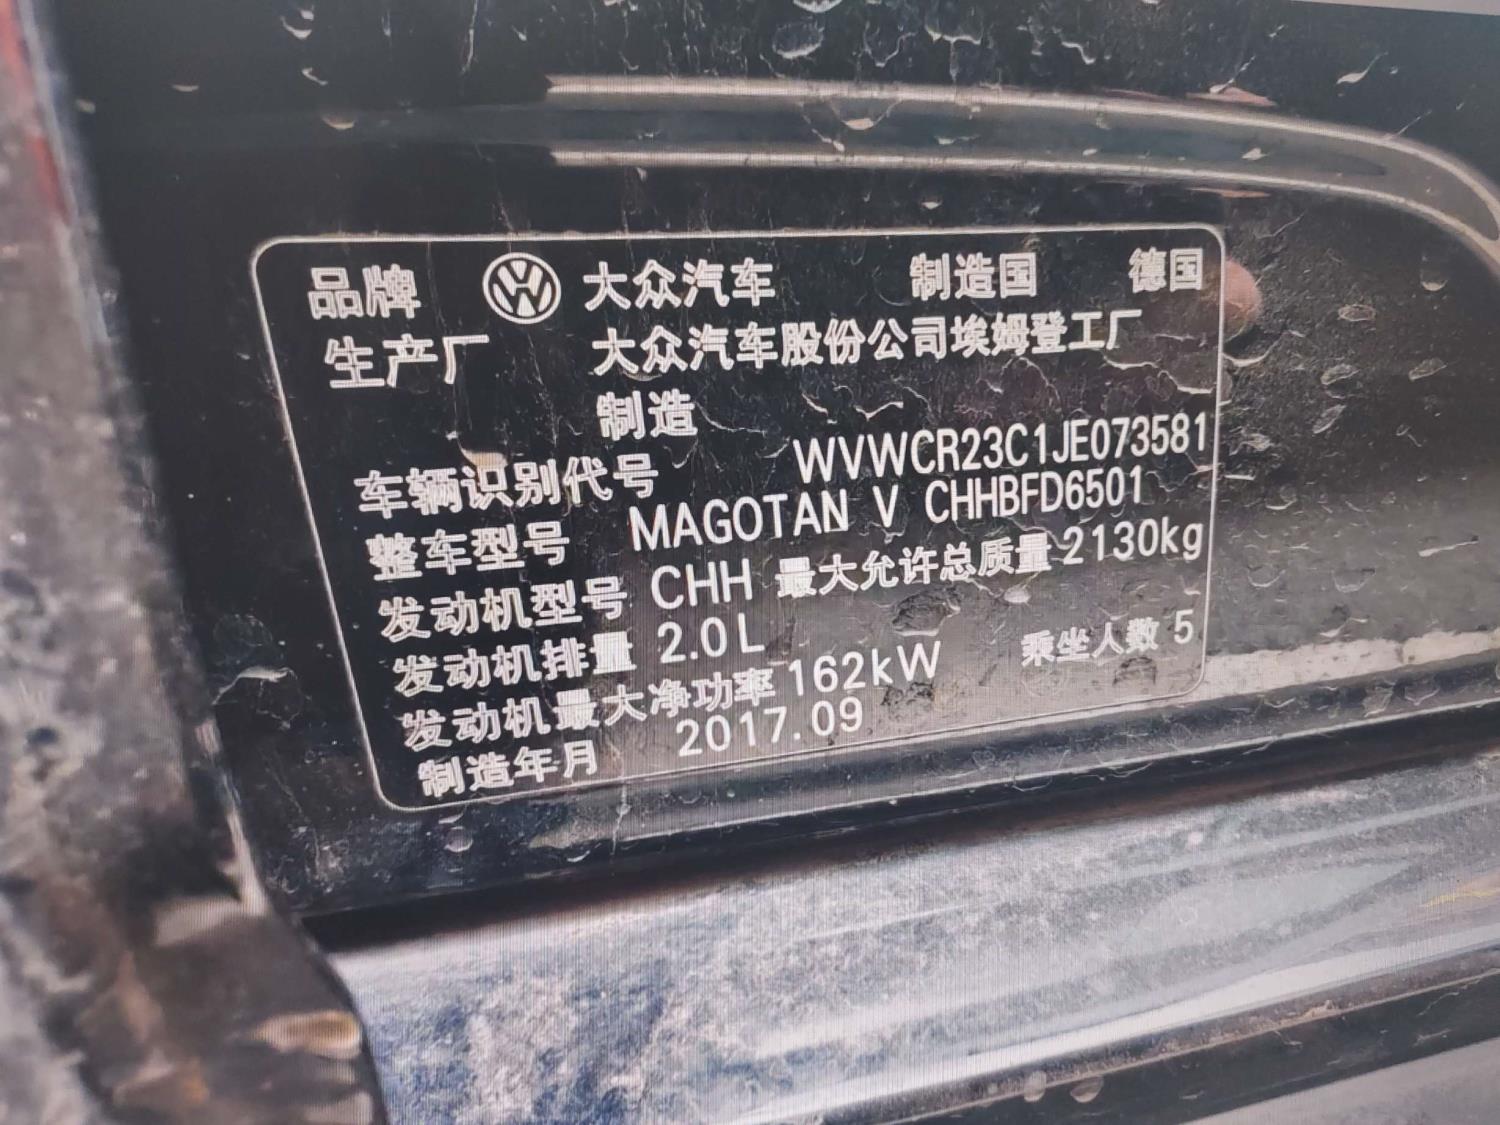 品牌 大众汽车 制造国 德国
生产厂 大众汽车股份公司埃姆登工厂
制造
车辆识别代号 WVWCR23C1JE073581
整车型号 MAGOTAN V CHHBFD6501
发动机型号 CHH 最大允许总质量 2130kg
发动机排量 2.0L
发动机最大净功率 162kW 乘坐人数 5
制造年月 2017.09